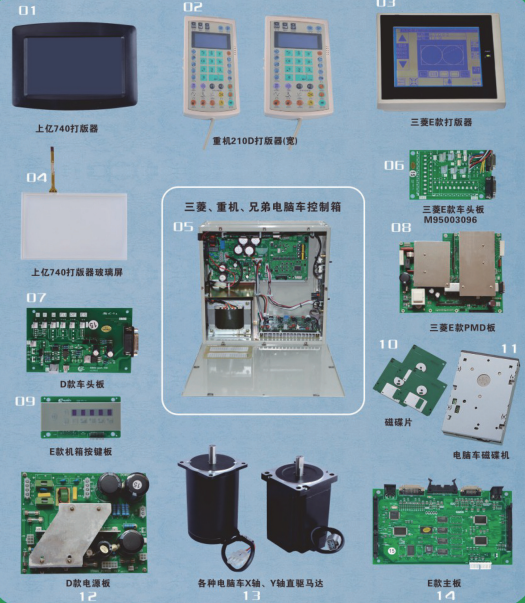 01
上亿740打版器
02
重机210D打版器(宽)
03
三菱E款打版器
04
上亿740打版器玻璃屏
三菱、重机、兄弟电脑车控制箱
05
06
三菱E款车头板
M95003096
07
D款车头板
08
三菱E款PMD板
09
E款机箱按键板
10
磁碟片
11
电脑车磁碟机
D款电源板
12
各种电脑车X轴、Y轴直驱马达
13
E款主板
14